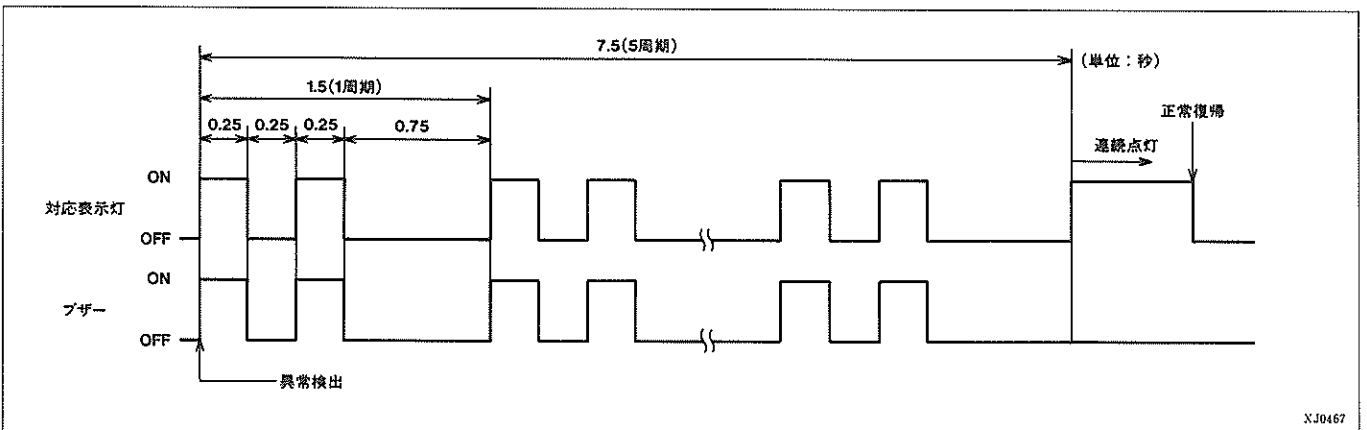 7.5(5周期)
(単位：秒)
1.5(1周期)
正常復帰
0.25 0.25 0.25 0.75
連続点灯
ON
対応表示灯
OFF
ON
ブザー
OFF
異常検出
XJ0467